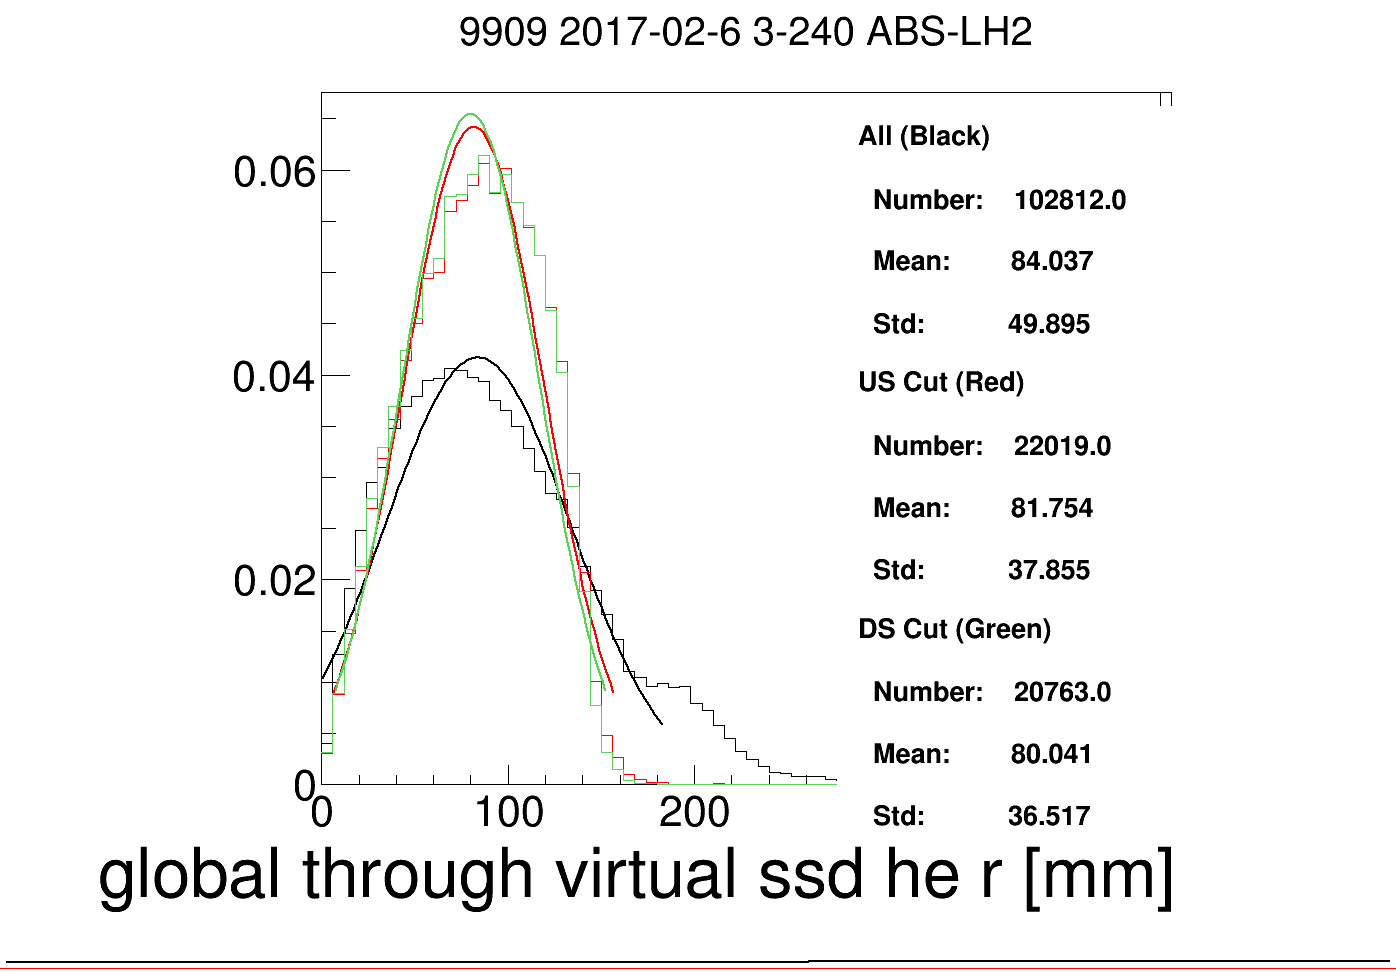 9909 2017-02-6 3-240 ABS-LH2
All (Black)
Number: 102812.0
Mean: 84.037
Std: 49.895
US Cut (Red)
Number: 22019.0
Mean: 81.754
Std: 37.855
DS Cut (Green)
Number: 20763.0
Mean: 80.041
Std: 36.517
0.06
0.04
0.02
0
0 100 200
global through virtual ssd he r [mm]